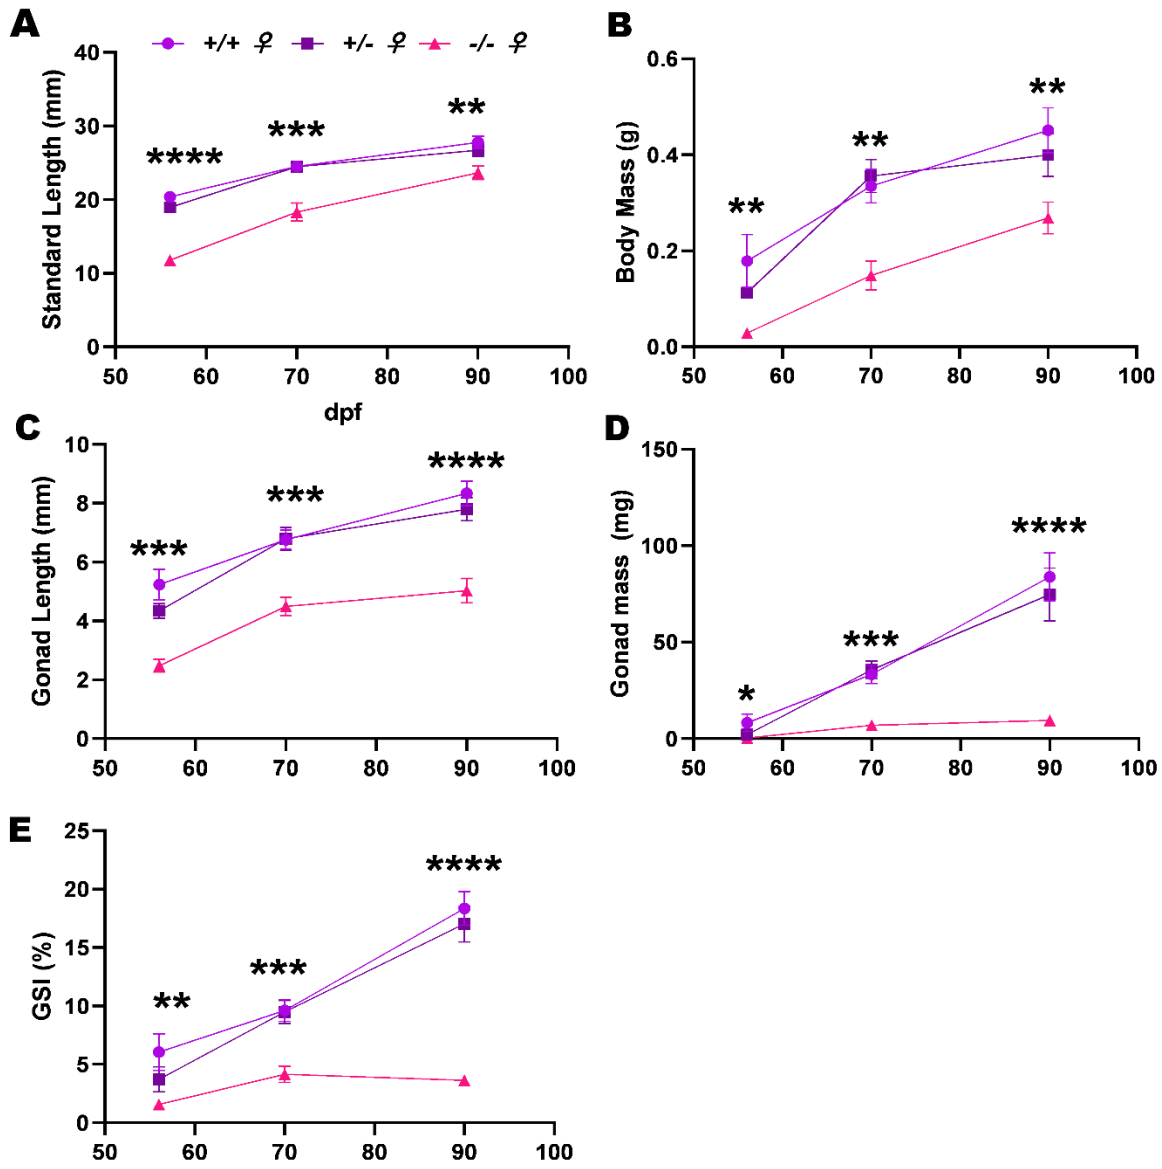 A
+/+ ♀ +/- ♀ -/- ♀
Standard Length (mm)
40
30
20
10
0
**** *** **
50 60 70 80 90 100
dpf
B
Body Mass (g)
0.6
0.4
0.2
0.0
** ** **
50 60 70 80 90 100
C
Gonad Length (mm)
10
8
6
4
2
0
*** *** ****
50 60 70 80 90 100
D
Gonad mass (mg)
150
100
50
0
* *** ****
50 60 70 80 90 100
E
GSI (%)
25
20
15
10
5
0
** *** ****
50 60 70 80 90 100